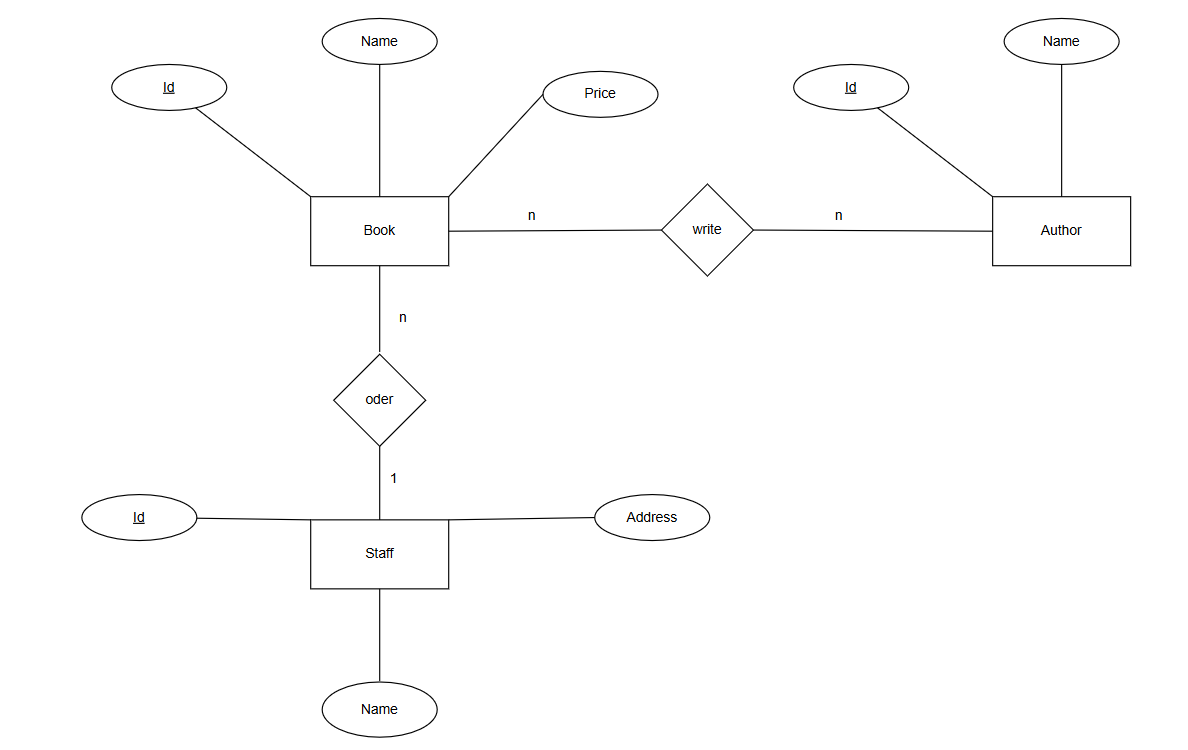 Name
Name
Id
Price
Id
n
n
Book
write
Author
n
oder
1
Id
Address
Staff
Name